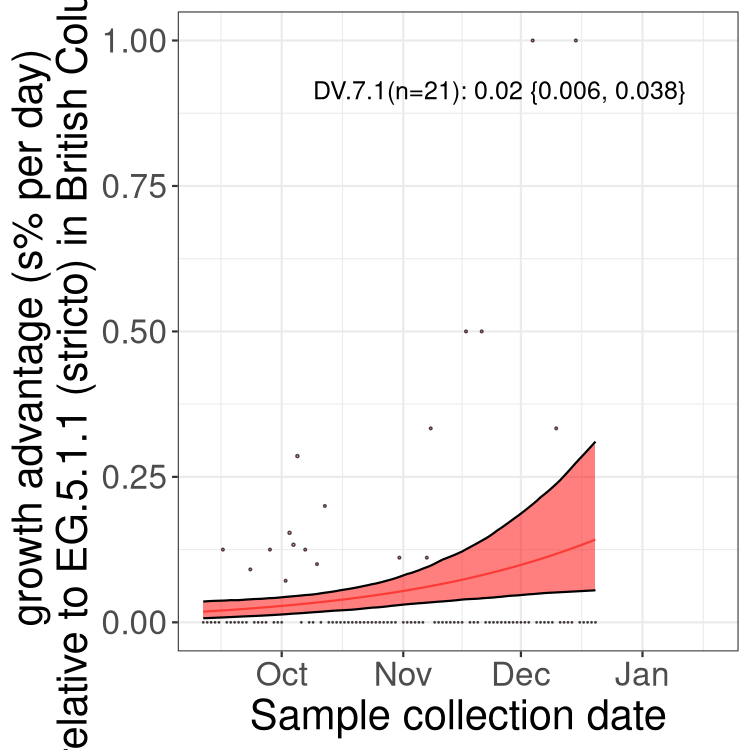 growth advantage (s% per day)
relative to EG.5.1.1 (stricto) in British Colu
1.00
0.75
0.50
0.25
0.00
DV.7.1(n=21): 0.02 {0.006, 0.038}
Oct Nov Dec Jan
Sample collection date